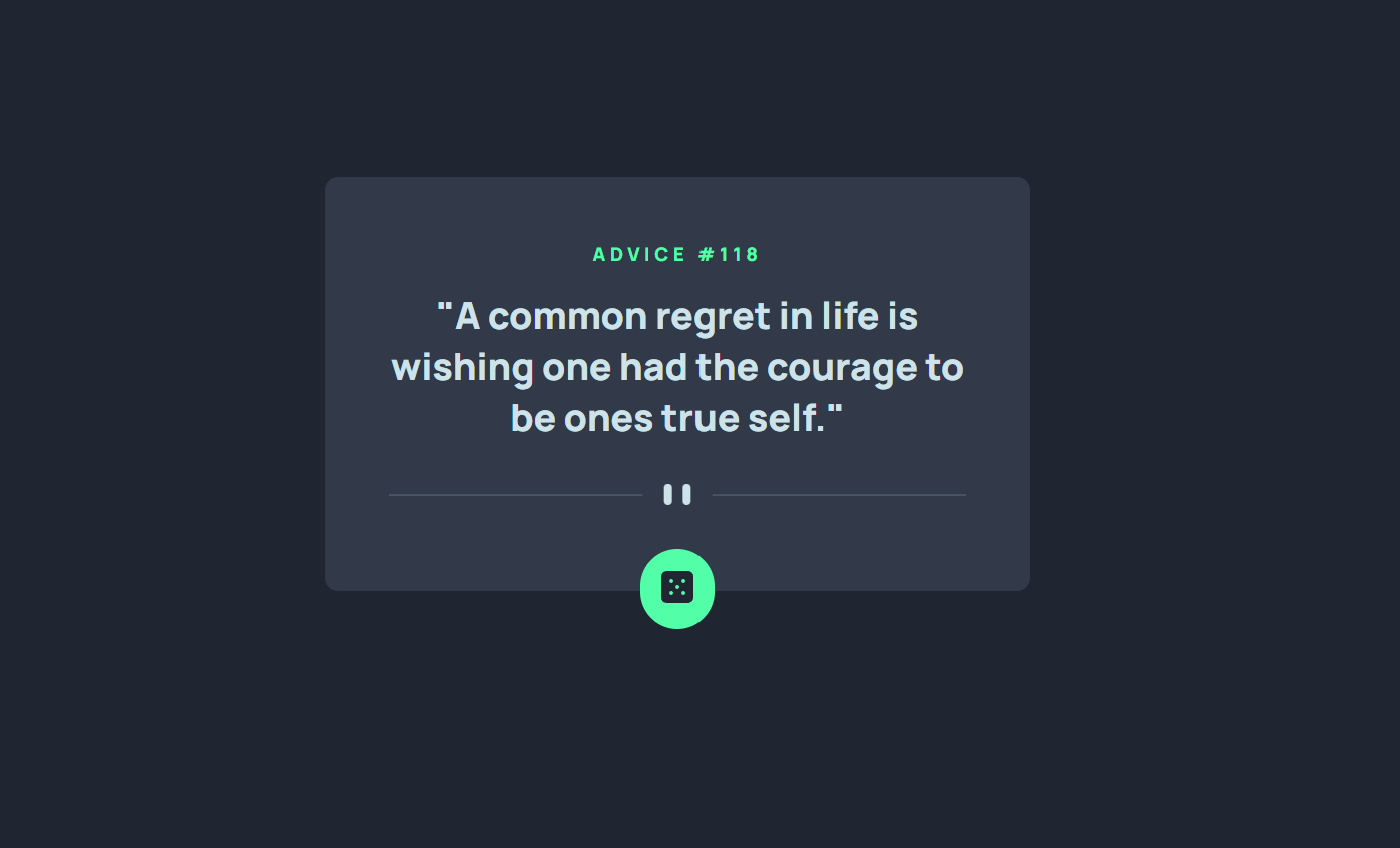 ADVICE #118
"A common regret in life is
wishing one had the courage to
be ones true self."